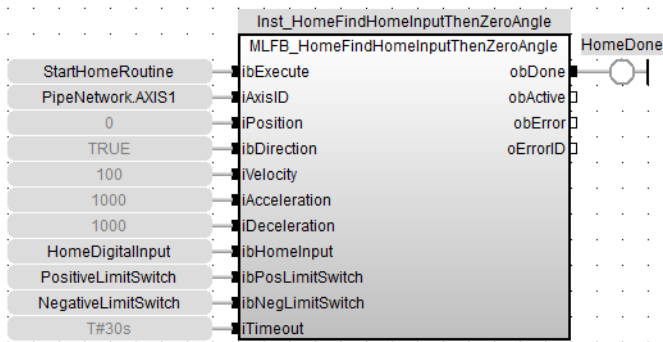 Inst_HomeFindHomeInputThenZeroAngle
MLFB_HomeFindHomeInputThenZeroAngle HomeDone
StartHomeRoutine ibExecute obDone
PipeNetwork.AXIS1 iAxisID obActive
0 iPosition obError
TRUE ibDirection oErrorID
100 iVelocity
1000 iAcceleration
1000 iDeceleration
HomeDigitalInput ibHomeInput
PositiveLimitSwitch ibPosLimitSwitch
NegativeLimitSwitch ibNegLimitSwitch
T#30s iTimeout